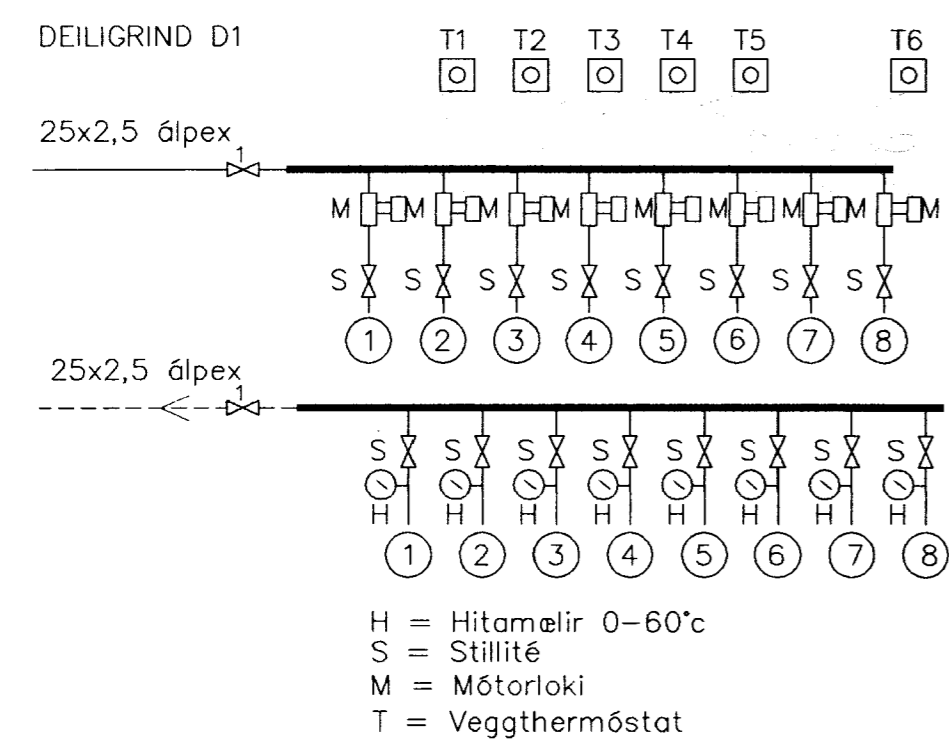 DEILIGRIND D1
T1 T2 T3 T4 T5 T6
25x2,5 álpex
1
M M M M M M M M M
S S S S S S S S
1 2 3 4 5 6 7 8
25x2,5 álpex
1
S S S S S S S S
H H H H H H H H
1 2 3 4 5 6 7 8
H = Hitamælir 0-60°c
S = Stillité
M = Mótorloki
T = Veggthermóstat